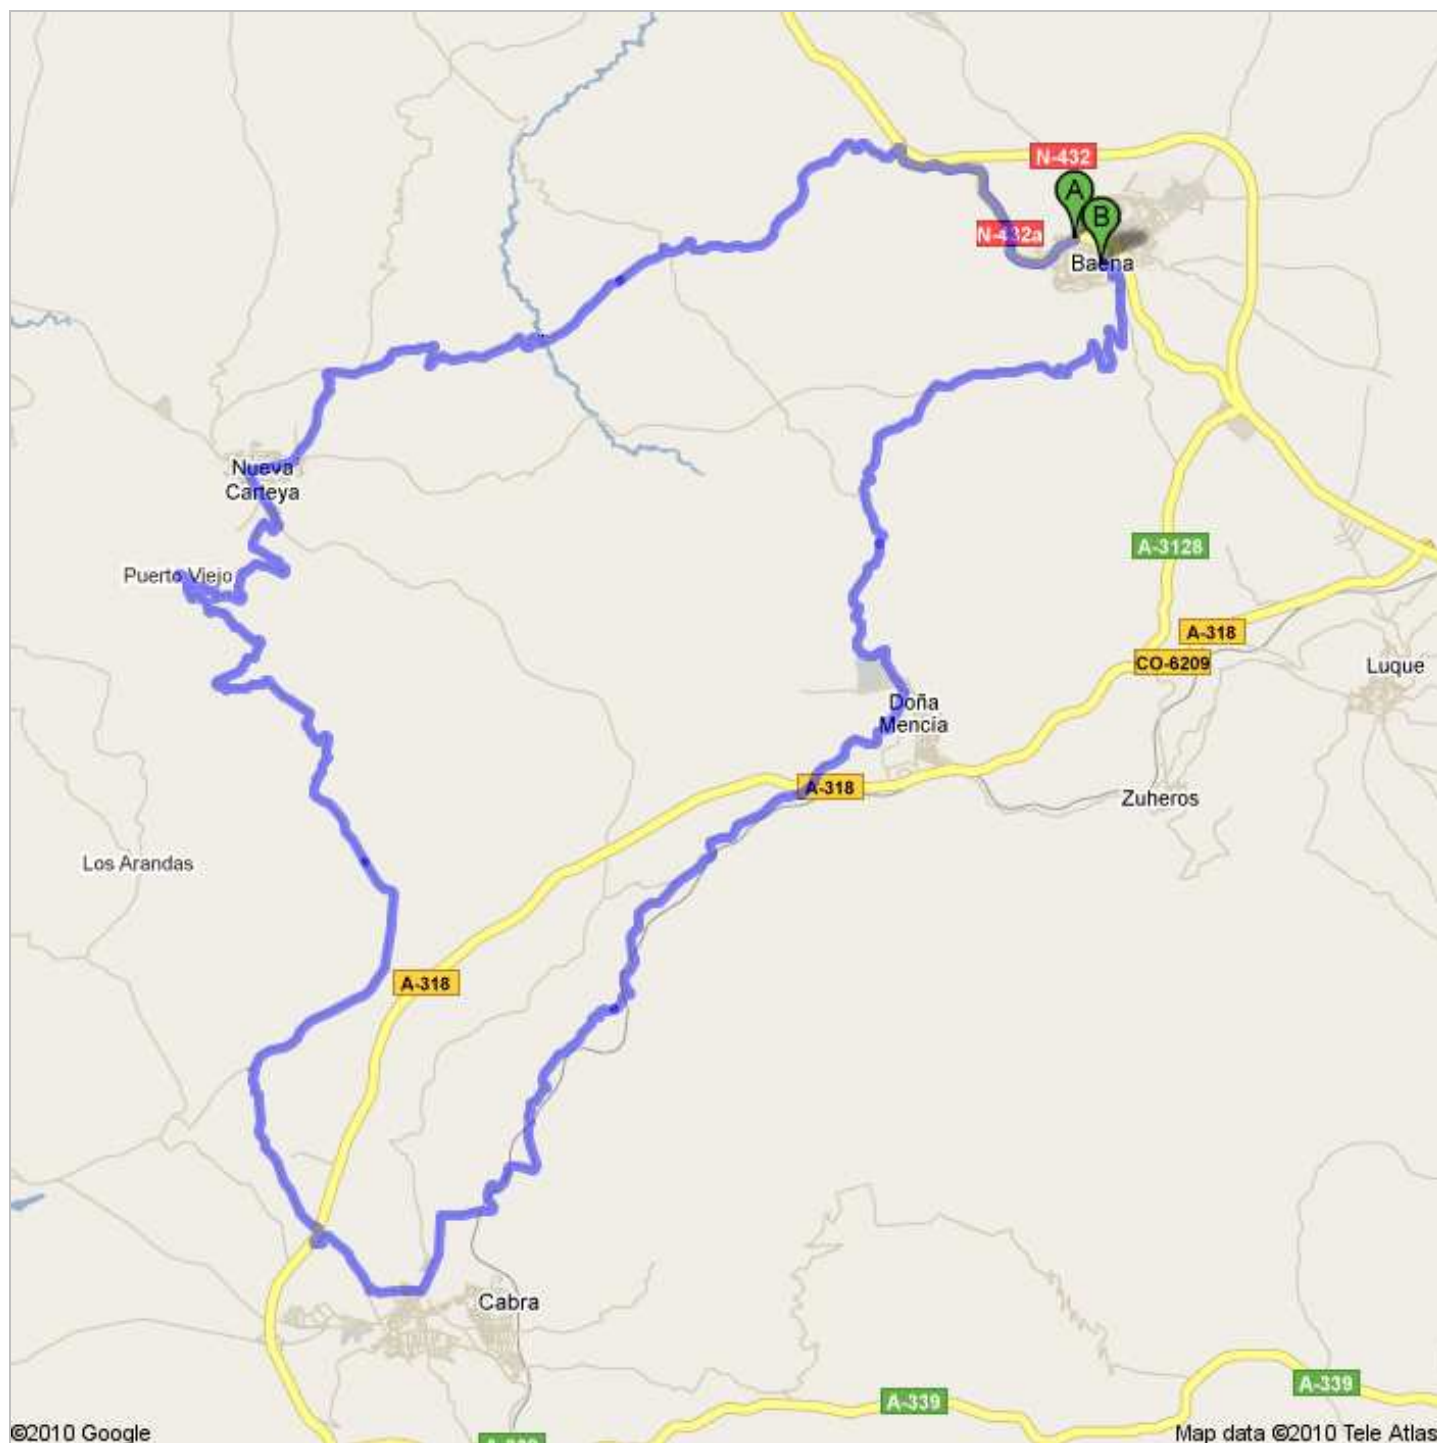 N-432
A
B
N-432a
Baena
Nueva
Carteya
A-3128
Puerto Viejo
A-318
CO-6209
Luque
Doña
Mencia
A-318
Zuheros
Los Arandas
A-318
Cabra
A-339
A-339
©2010 Google
Map data ©2010 Tele Atlas